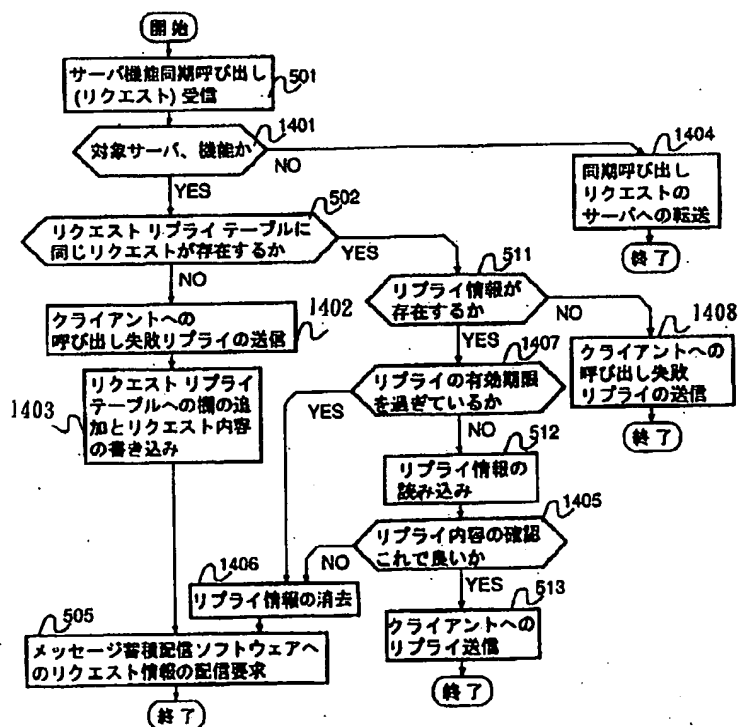 開始
サーバ機能同期呼び出し
(リクエスト) 受信
501
1401
対象サーバ、機能か
NO
YES
1404
同期呼び出し
リクエストの
サーバへの転送
終了
502
リクエスト リプライ テーブルに
同じリクエストが存在するか
YES
NO
511
リプライ情報が
存在するか
NO
YES
1402
クライアントへの
呼び出し失敗リプライの送信
1408
クライアントへの
呼び出し失敗
リプライの送信
終了
1407
リプライの有効期限
を過ぎているか
YES
NO
1403
リクエスト リプライ
テーブルへの欄の追
加とリクエスト内容
の書き込み
512
リプライ情報の
読み込み
1405
リプライ内容の確認
これで良いか
NO
YES
1406
リプライ情報の消去
513
クライアントへの
リプライ送信
終了
505
メッセージ蓄積配信ソフトウェアへ
のリクエスト情報の配信要求
終了